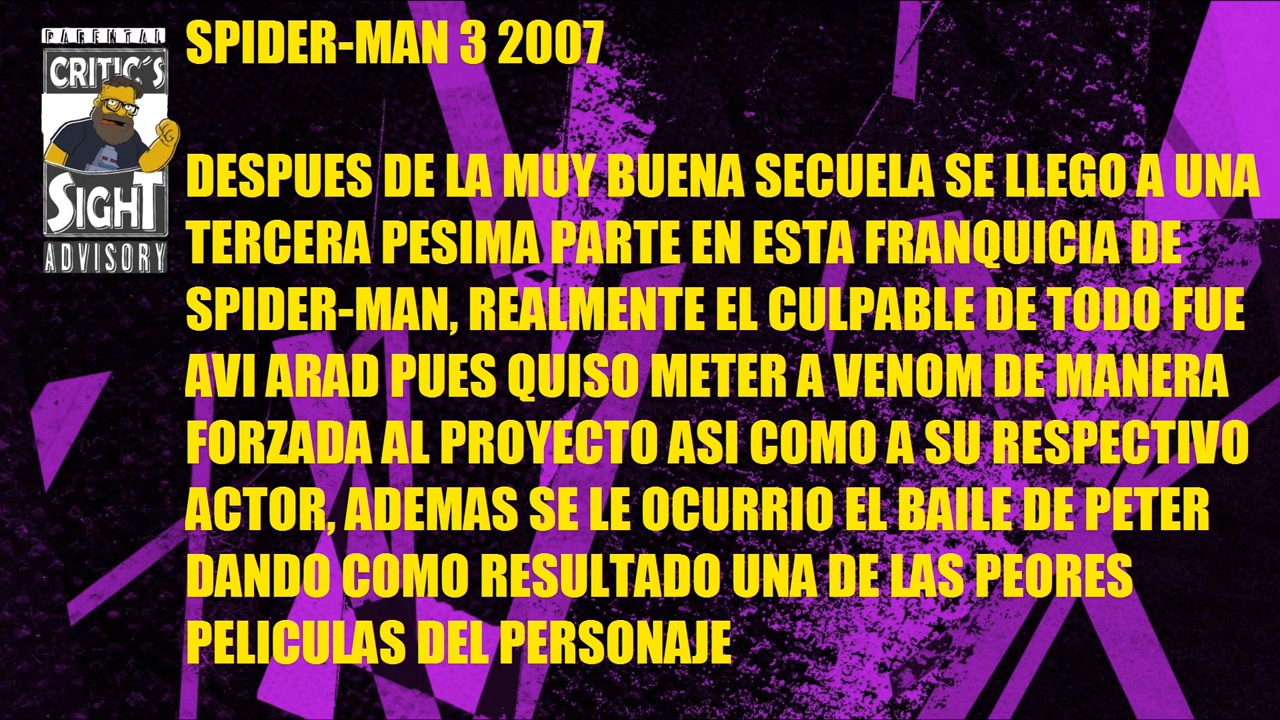 PARENTAL
CRITIC´S
SIGHT
ADVISORY
SPIDER-MAN 3 2007
DESPUES DE LA MUY BUENA SECUELA SE LLEGO A UNA
TERCERA PESIMA PARTE EN ESTA FRANQUICIA DE
SPIDER-MAN, REALMENTE EL CULPABLE DE TODO FUE
AVI ARAD PUES QUISO METER A VENOM DE MANERA
FORZADA AL PROYECTO ASI COMO A SU RESPECTIVO
ACTOR, ADEMAS SE LE OCURRIO EL BAILE DE PETER
DANDO COMO RESULTADO UNA DE LAS PEORES
PELICULAS DEL PERSONAJE